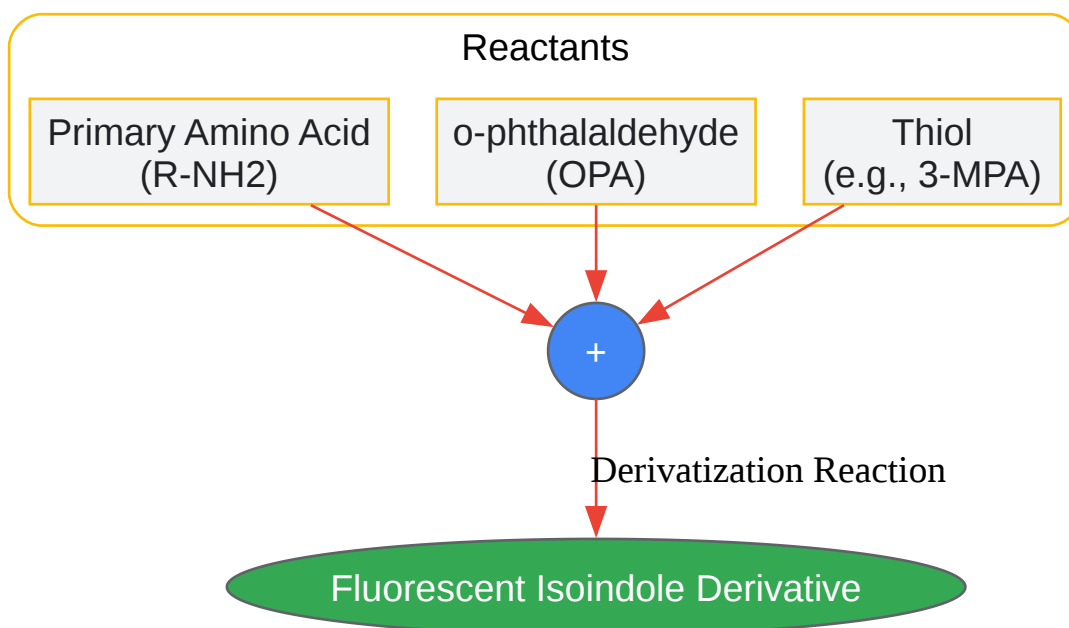 Reactants
Primary Amino Acid
(R-NH2)
o-phthalaldehyde
(OPA)
Thiol
(e.g., 3-MPA)
+
Derivatization Reaction
Fluorescent Isoindole Derivative